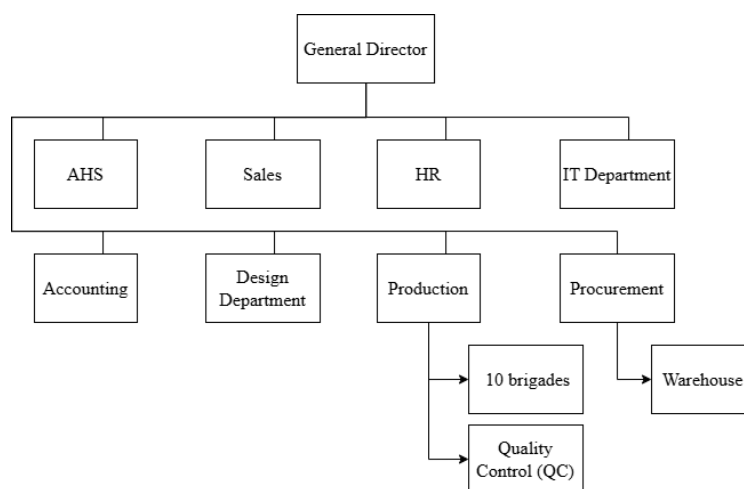 General Director
AHS
Sales
HR
IT Department
Accounting
Design
Department
Production
Procurement
10 brigades
Warehouse
Quality
Control (QC)